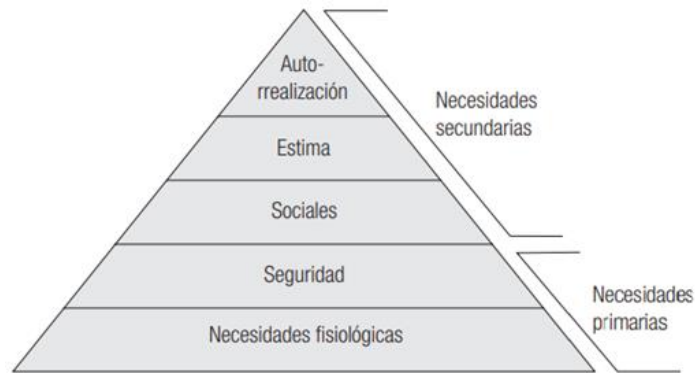 Auto-
rrealización
Necesidades
secundarias
Estima
Sociales
Seguridad
Necesidades
primarias
Necesidades fisiológicas